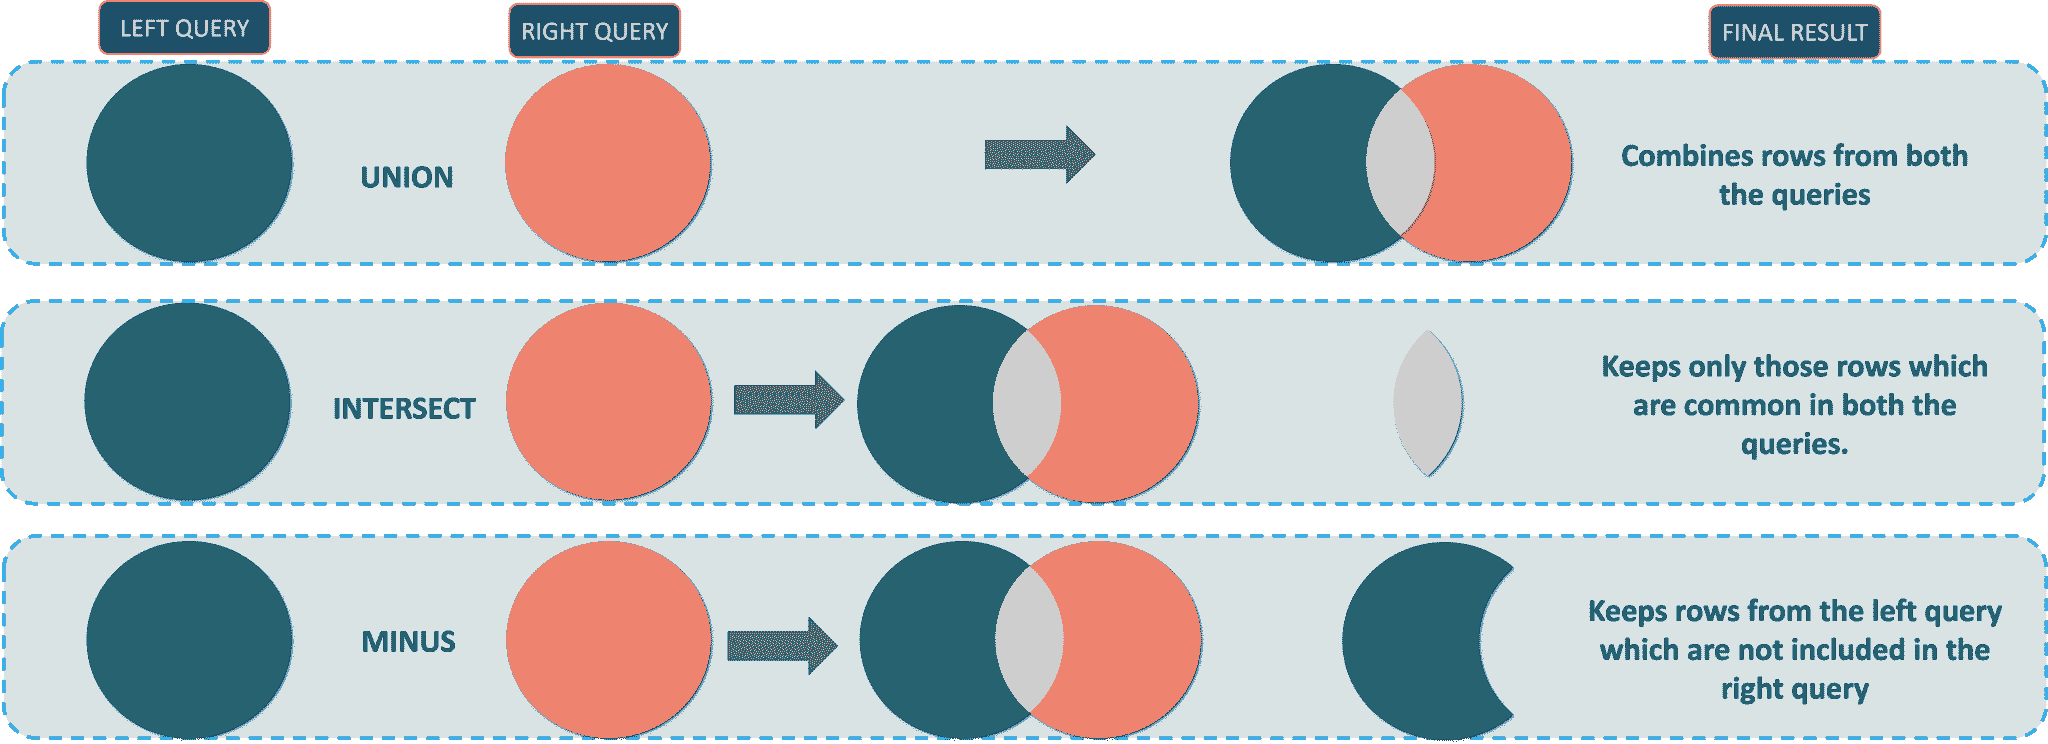 LEFT QUERY
RIGHT QUERY
FINAL RESULT
UNION
Combines rows from both
the queries
INTERSECT
Keeps only those rows which
are common in both the
queries.
MINUS
Keeps rows from the left query
which are not included in the
right query